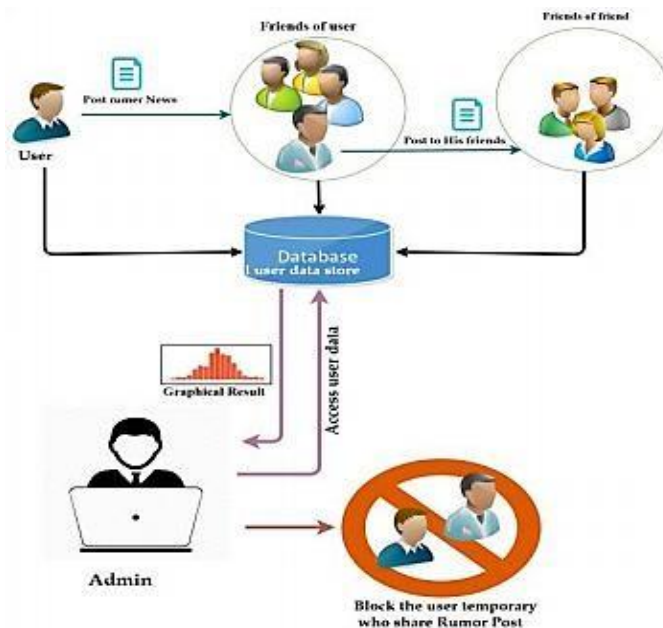 Friends of user
Friends of friend
Post rumer News
Post to His friends
User
Database
l user data store
Graphical Result
Access user data
Admin
Block the user temporary
who share Rumor Post